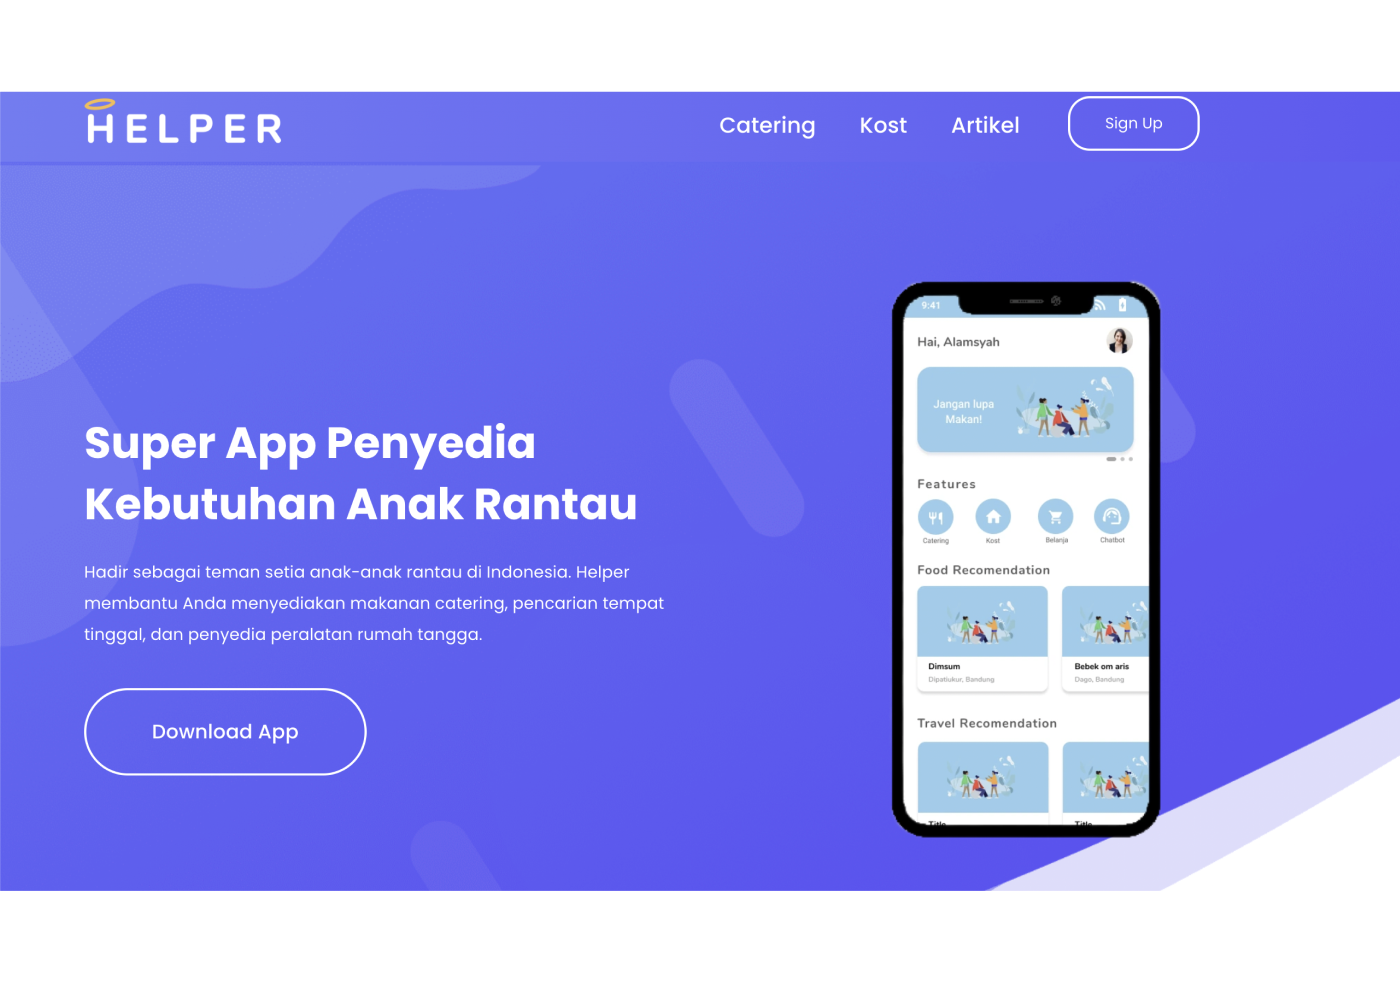 HELPER
Catering
Kost
Artikel
Sign Up
Super App Penyedia
Kebutuhan Anak Rantau
Hadir sebagai teman setia anak-anak rantau di Indonesia. Helper
membantu Anda menyediakan makanan catering, pencarian tempat
tinggal, dan penyedia peralatan rumah tangga.
Download App
9:41
Hai, Alamsyah
Jangan lupa
Makan!
Features
Catering
Kost
Belanja
Chatbot
Food Recomendation
Dimsum
Dipatiukur, Bandung
Bebek om aris
Dago, Bandung
Travel Recomendation
Title
Title